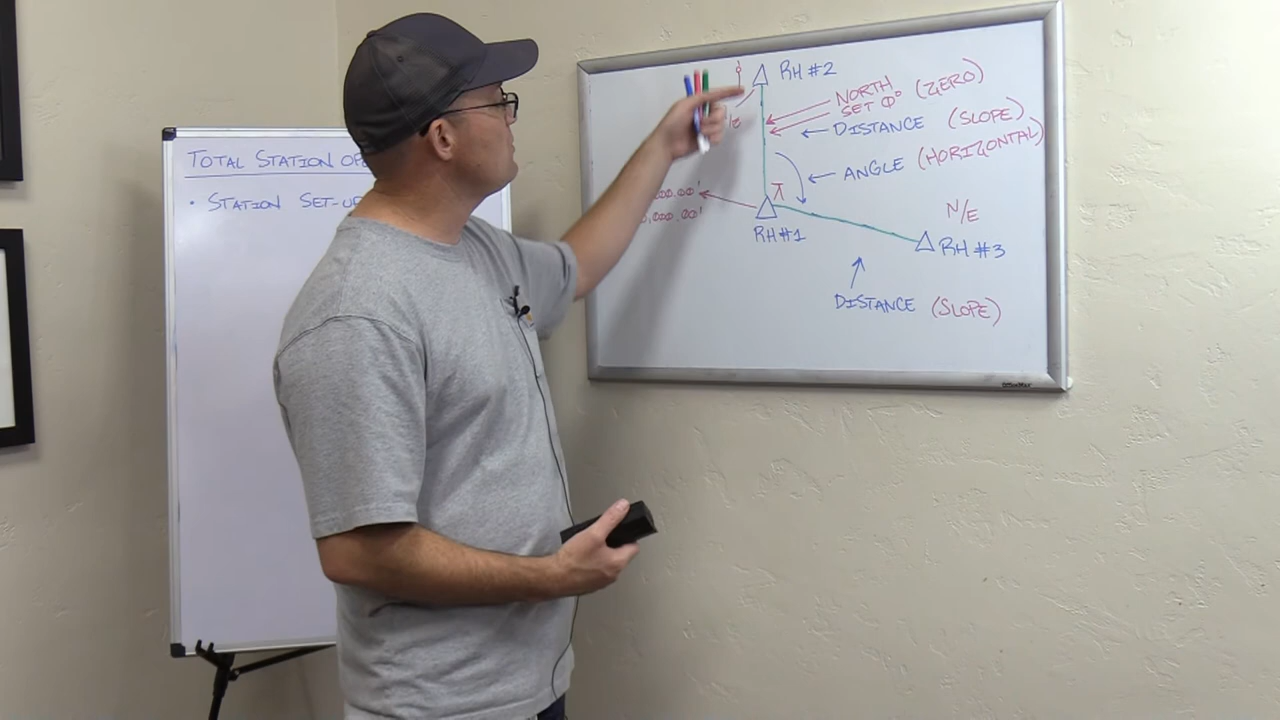 TOTAL STATION OP
• STATION SET-UP
RH #2
NORTH
SET Φ° (ZERO)
DISTANCE (SLOPE)
ANGLE (HORIZONTAL)
RH #1
N/E
RH #3
DISTANCE (SLOPE)
OfficeMax